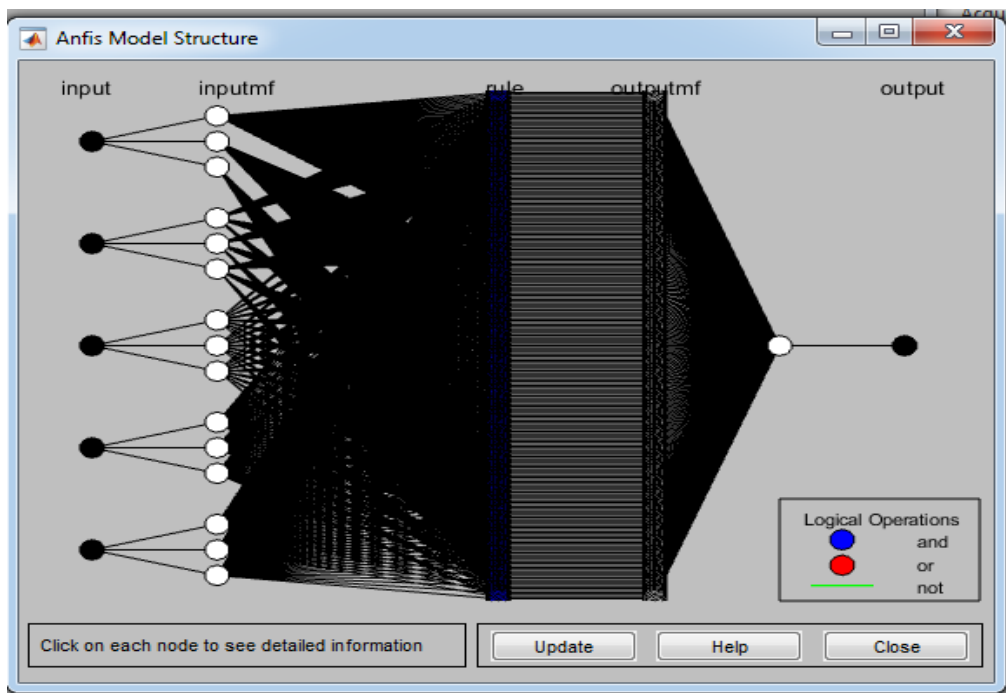 Anfis Model Structure
input inputmf rule outputmf output
Logical Operations
and
or
not
Click on each node to see detailed information
Update Help Close